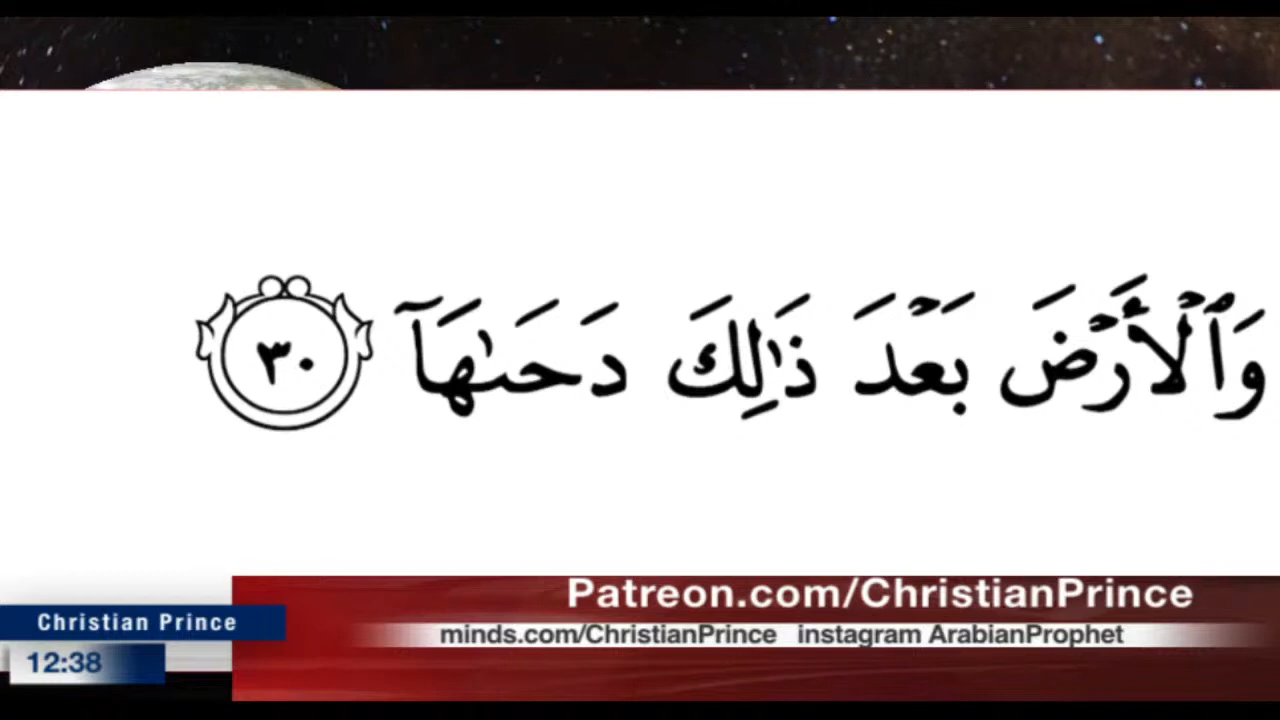 وَٱلْأَرْضَ بَعْدَ ذَٰلِكَ دَحَىٰهَآ ٣٠
Patreon.com/ChristianPrince
Christian Prince
minds.com/ChristianPrince instagram ArabianProphet
12:38